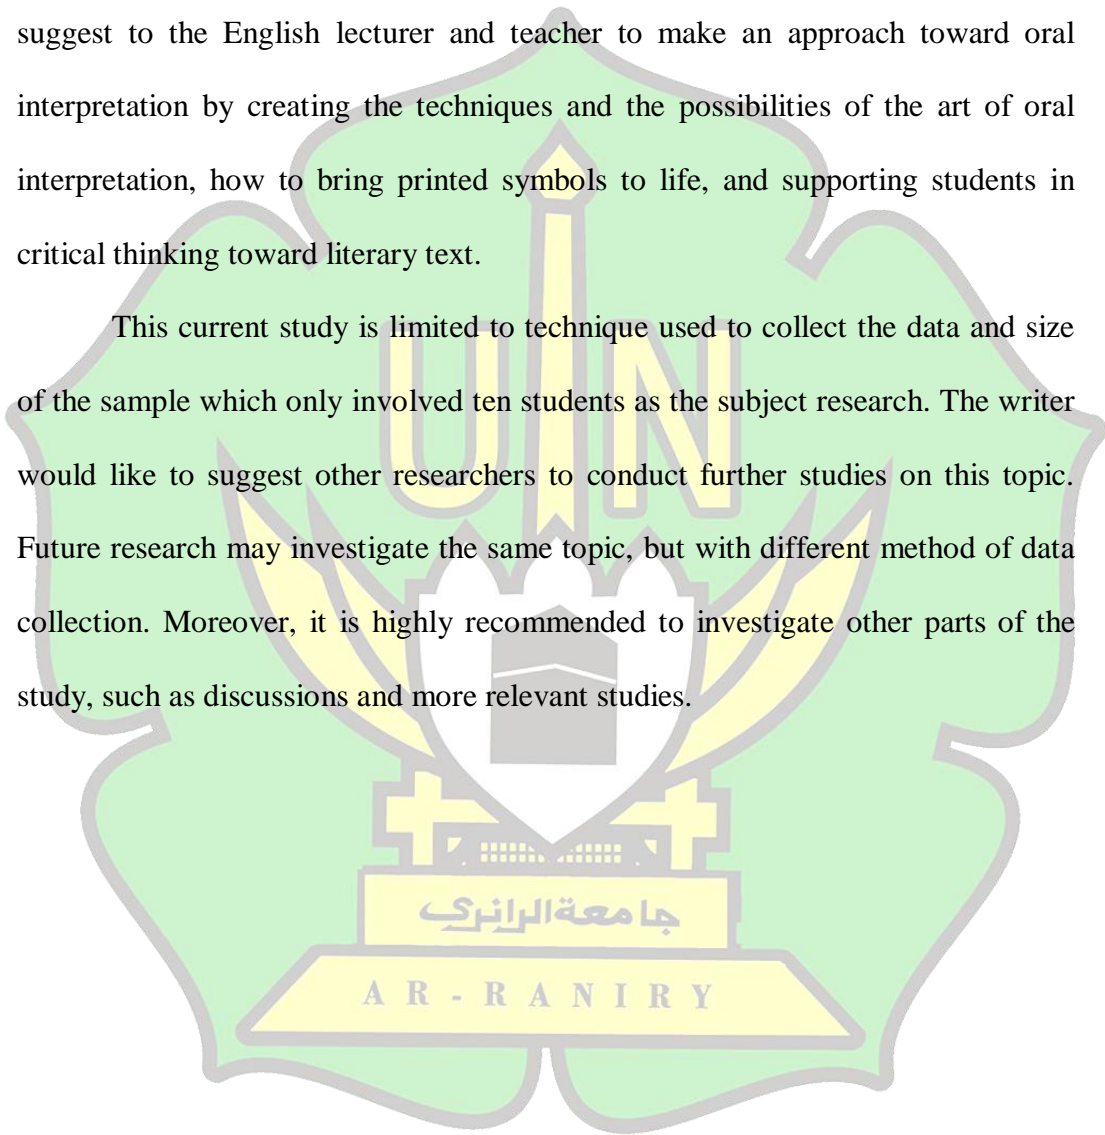 suggest to the English lecturer and teacher to make an approach toward oral
interpretation by creating the techniques and the possibilities of the art of oral
interpretation, how to bring printed symbols to life, and supporting students in
critical thinking toward literary text.
This current study is limited to technique used to collect the data and size
of the sample which only involved ten students as the subject research. The writer
would like to suggest other researchers to conduct further studies on this topic.
Future research may investigate the same topic, but with different method of data
collection. Moreover, it is highly recommended to investigate other parts of the
study, such as discussions and more relevant studies.
UIN
جامعة الرانري
AR-RANIRY